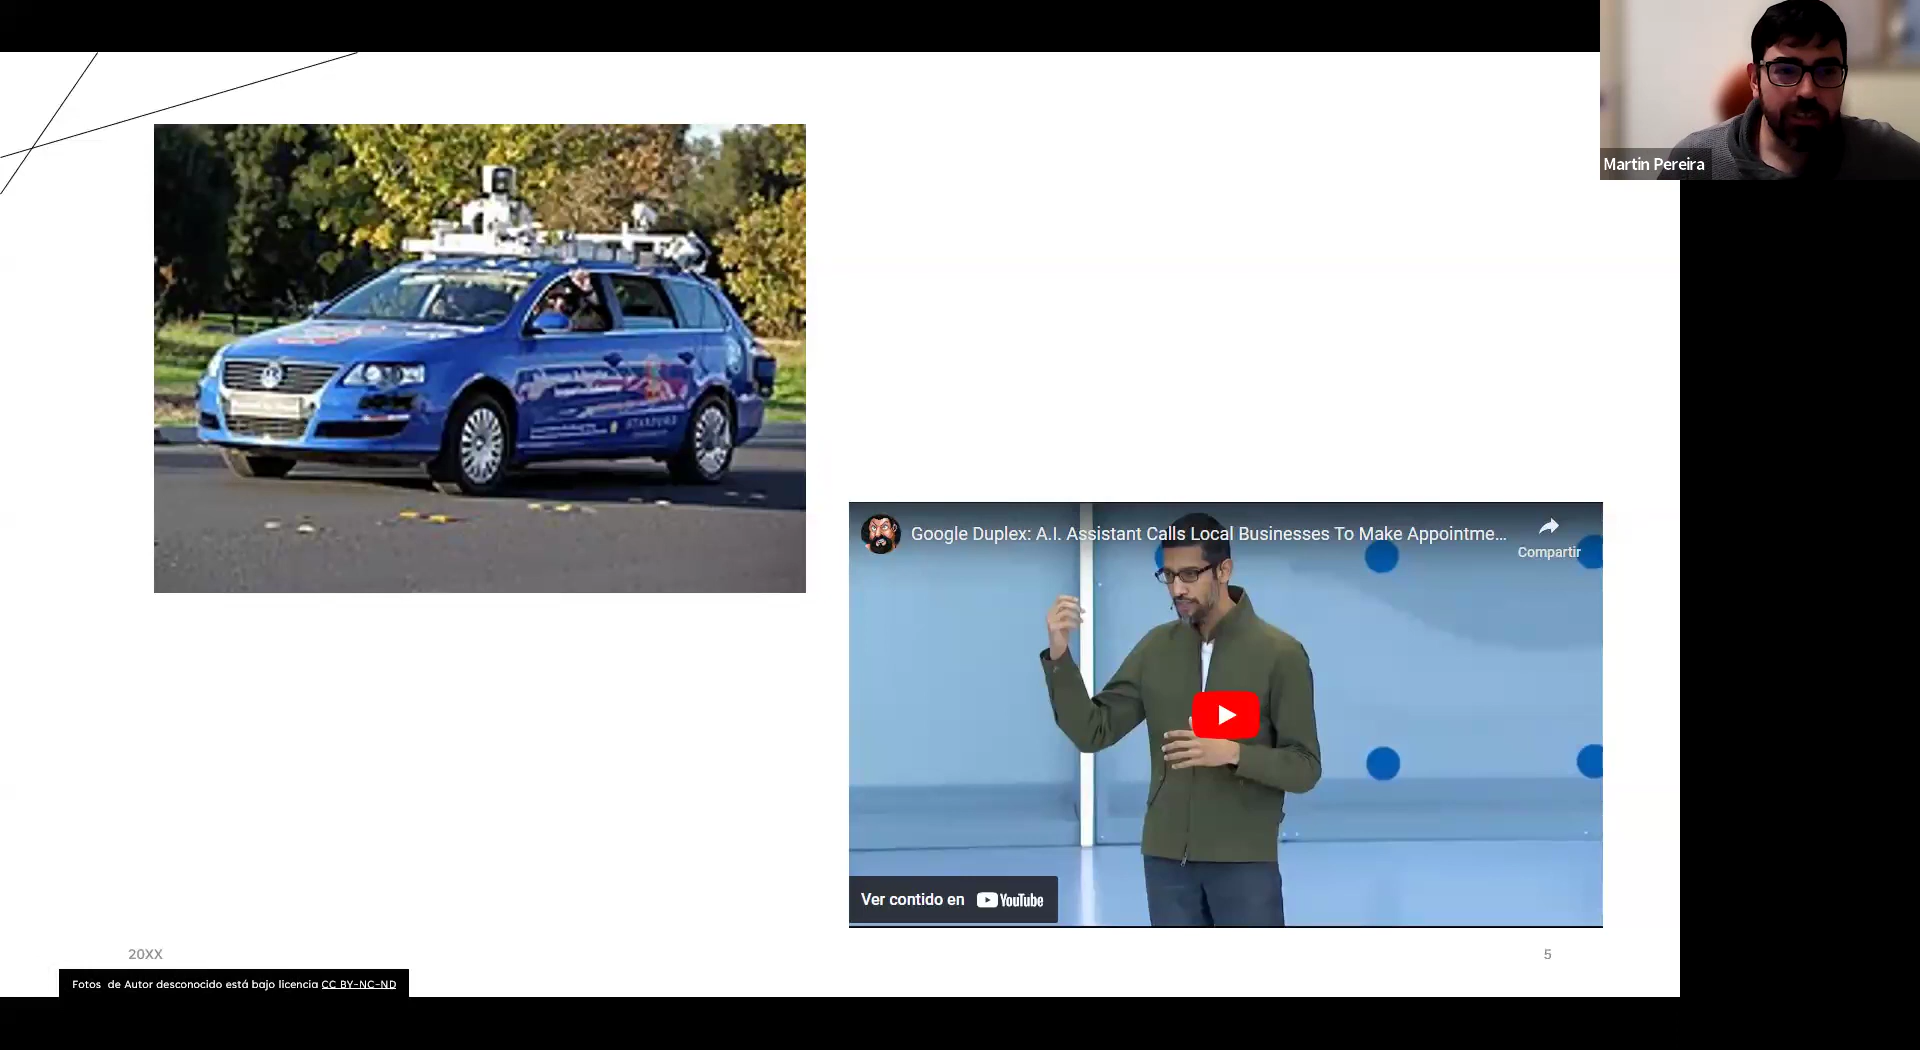 Martin Pereira
STANFORD
Google Duplex: A.I. Assistant Calls Local Businesses To Make Appointme...
Compartir
Ver contido en YouTube
20XX
5
Fotos de Autor desconocido está bajo licencia CC BY-NC-ND